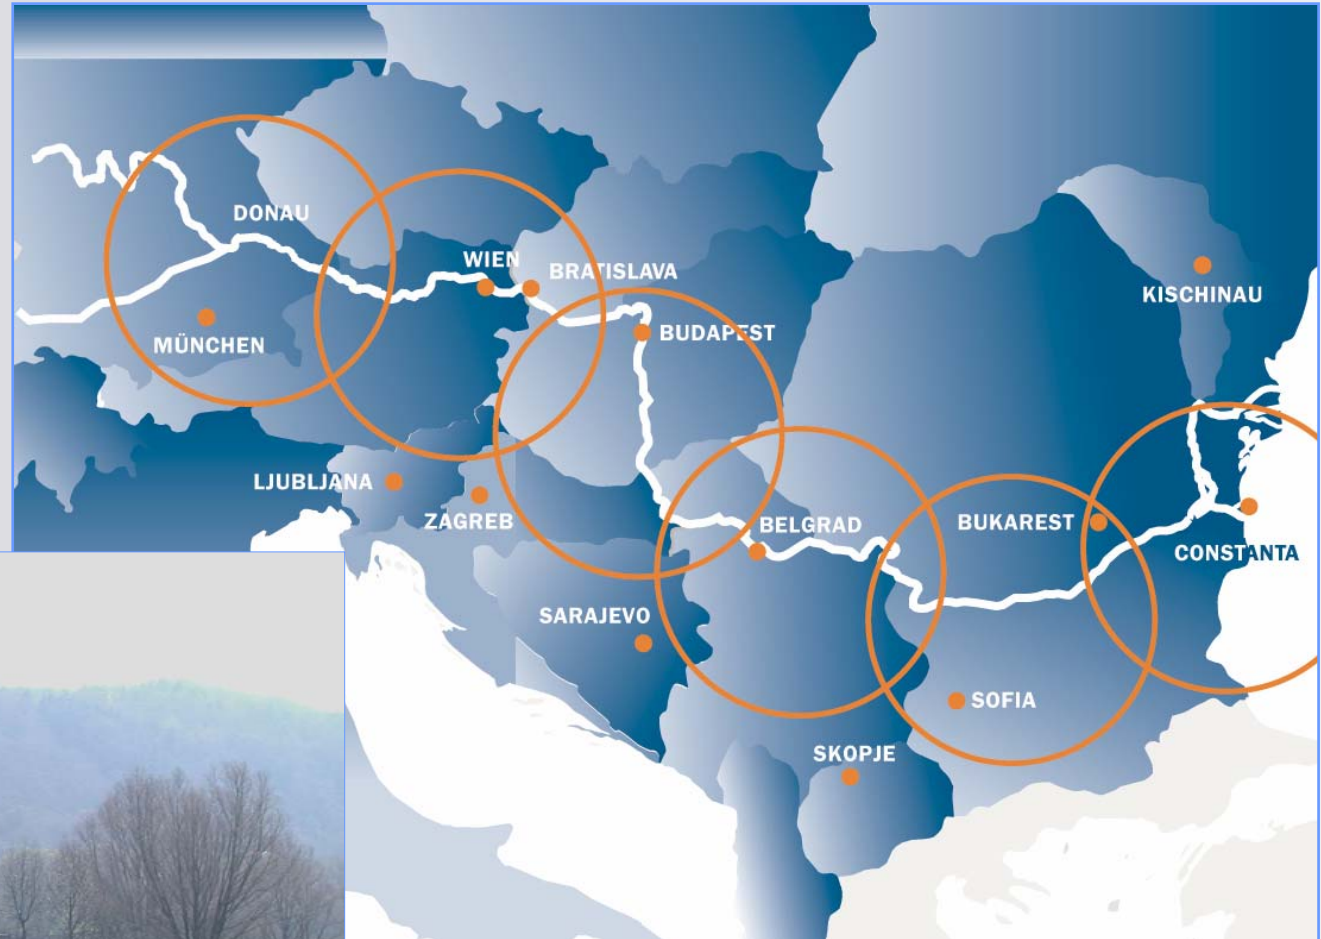 DONAU
WIEN
BRATISLAVA
KISCHINAU
BUDAPEST
MÜNCHEN
LJUBLJANA
ZAGREB
BELGRAD
BUKAREST
CONSTANTA
SARAJEVO
SOFIA
SKOPJE